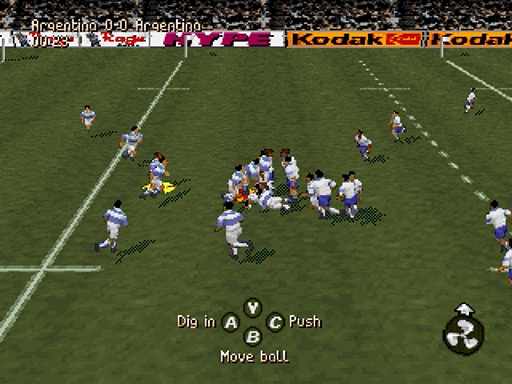 Argentina 0-0 Argentina
HYPE Kodak Kodak
Y
Dig in A C Push
B
Move ball